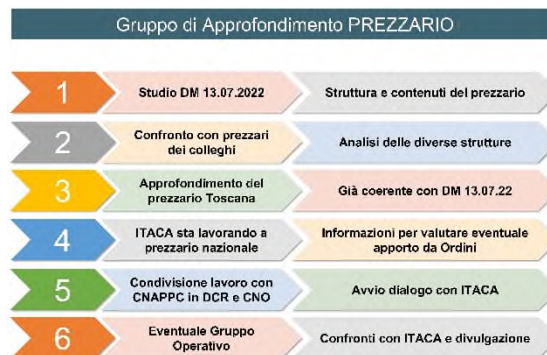 Gruppo di Approfondimento PREZZARIO
1
Studio DM 13.07.2022
Struttura e contenuti del prezzario
2
Confronto con prezzari
dei colleghi
Analisi delle diverse strutture
3
Approfondimento del
prezzario Toscana
Già coerente con DM 13.07.22
4
ITACA sta lavorando a
prezzario nazionale
Informazioni per valutare eventuale
apporto da Ordini
5
Condivisione lavoro con
CNAPPC in DCR e CNO
Avvio dialogo con ITACA
6
Eventuale Gruppo
Operativo
Confronti con ITACA e divulgazione